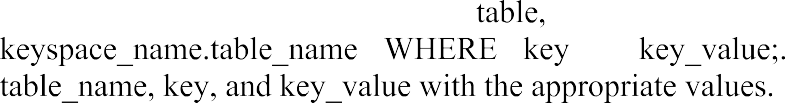 table,
keyspace_name.table_name WHERE key key_value;.
table_name, key, and key_value with the appropriate values.